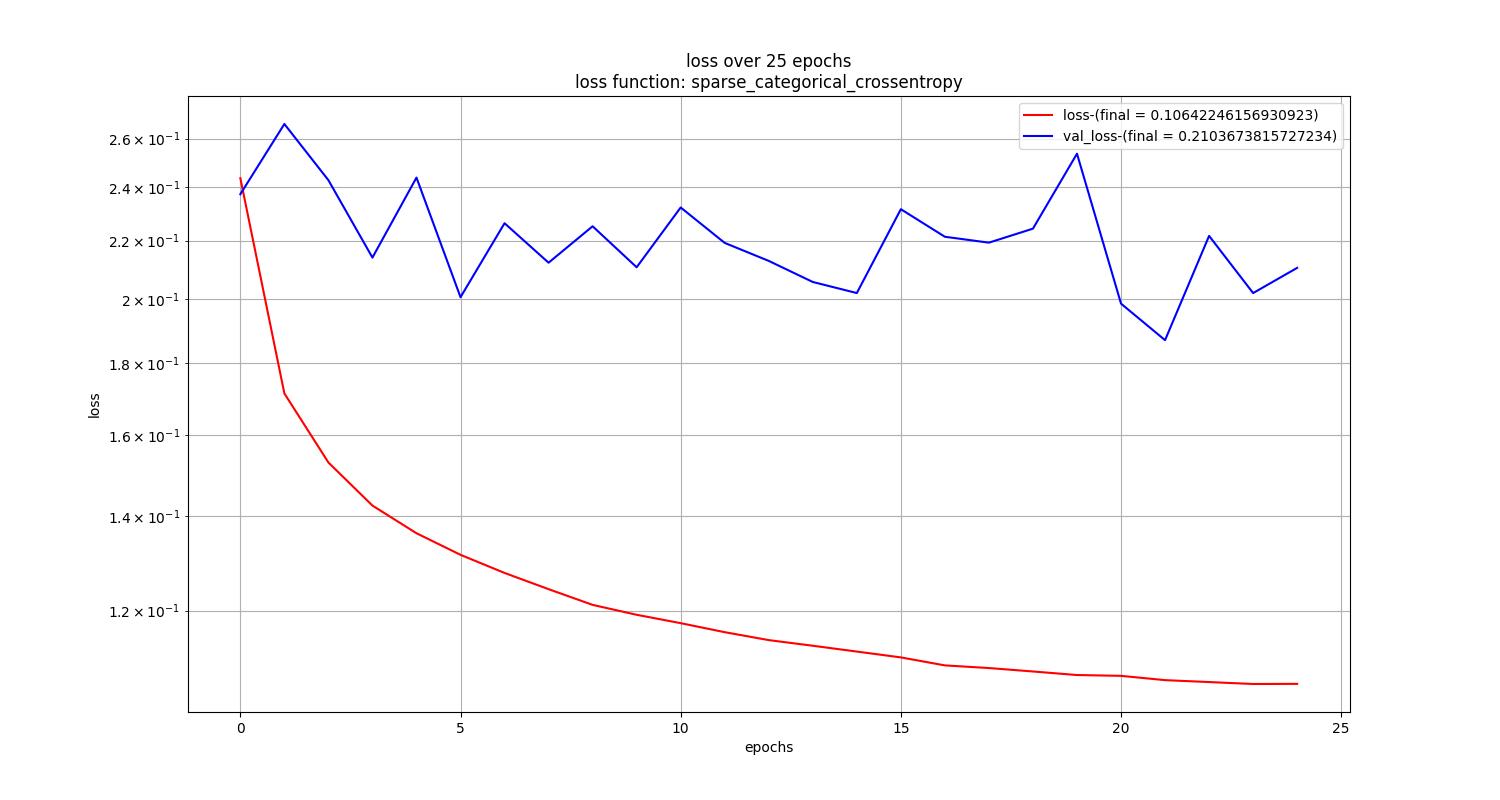 loss over 25 epochs
loss function: sparse_categorical_crossentropy
loss-(final = 0.10642246156930923)
val_loss-(final = 0.2103673815727234)
2.6 × 10⁻¹
2.4 × 10⁻¹
2.2 × 10⁻¹
2 × 10⁻¹
1.8 × 10⁻¹
1.6 × 10⁻¹
1.4 × 10⁻¹
1.2 × 10⁻¹
loss
0 5 10 15 20 25
epochs